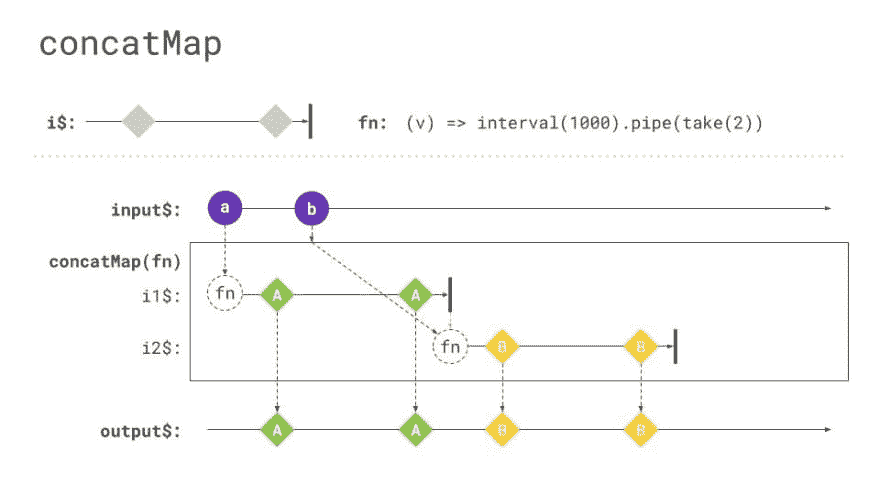 concatMap
i$: fn: (v) => interval(1000).pipe(take(2))
input$: a b
concatMap(fn)
i1$: fn A A
i2$: fn B B
output$: A A B B